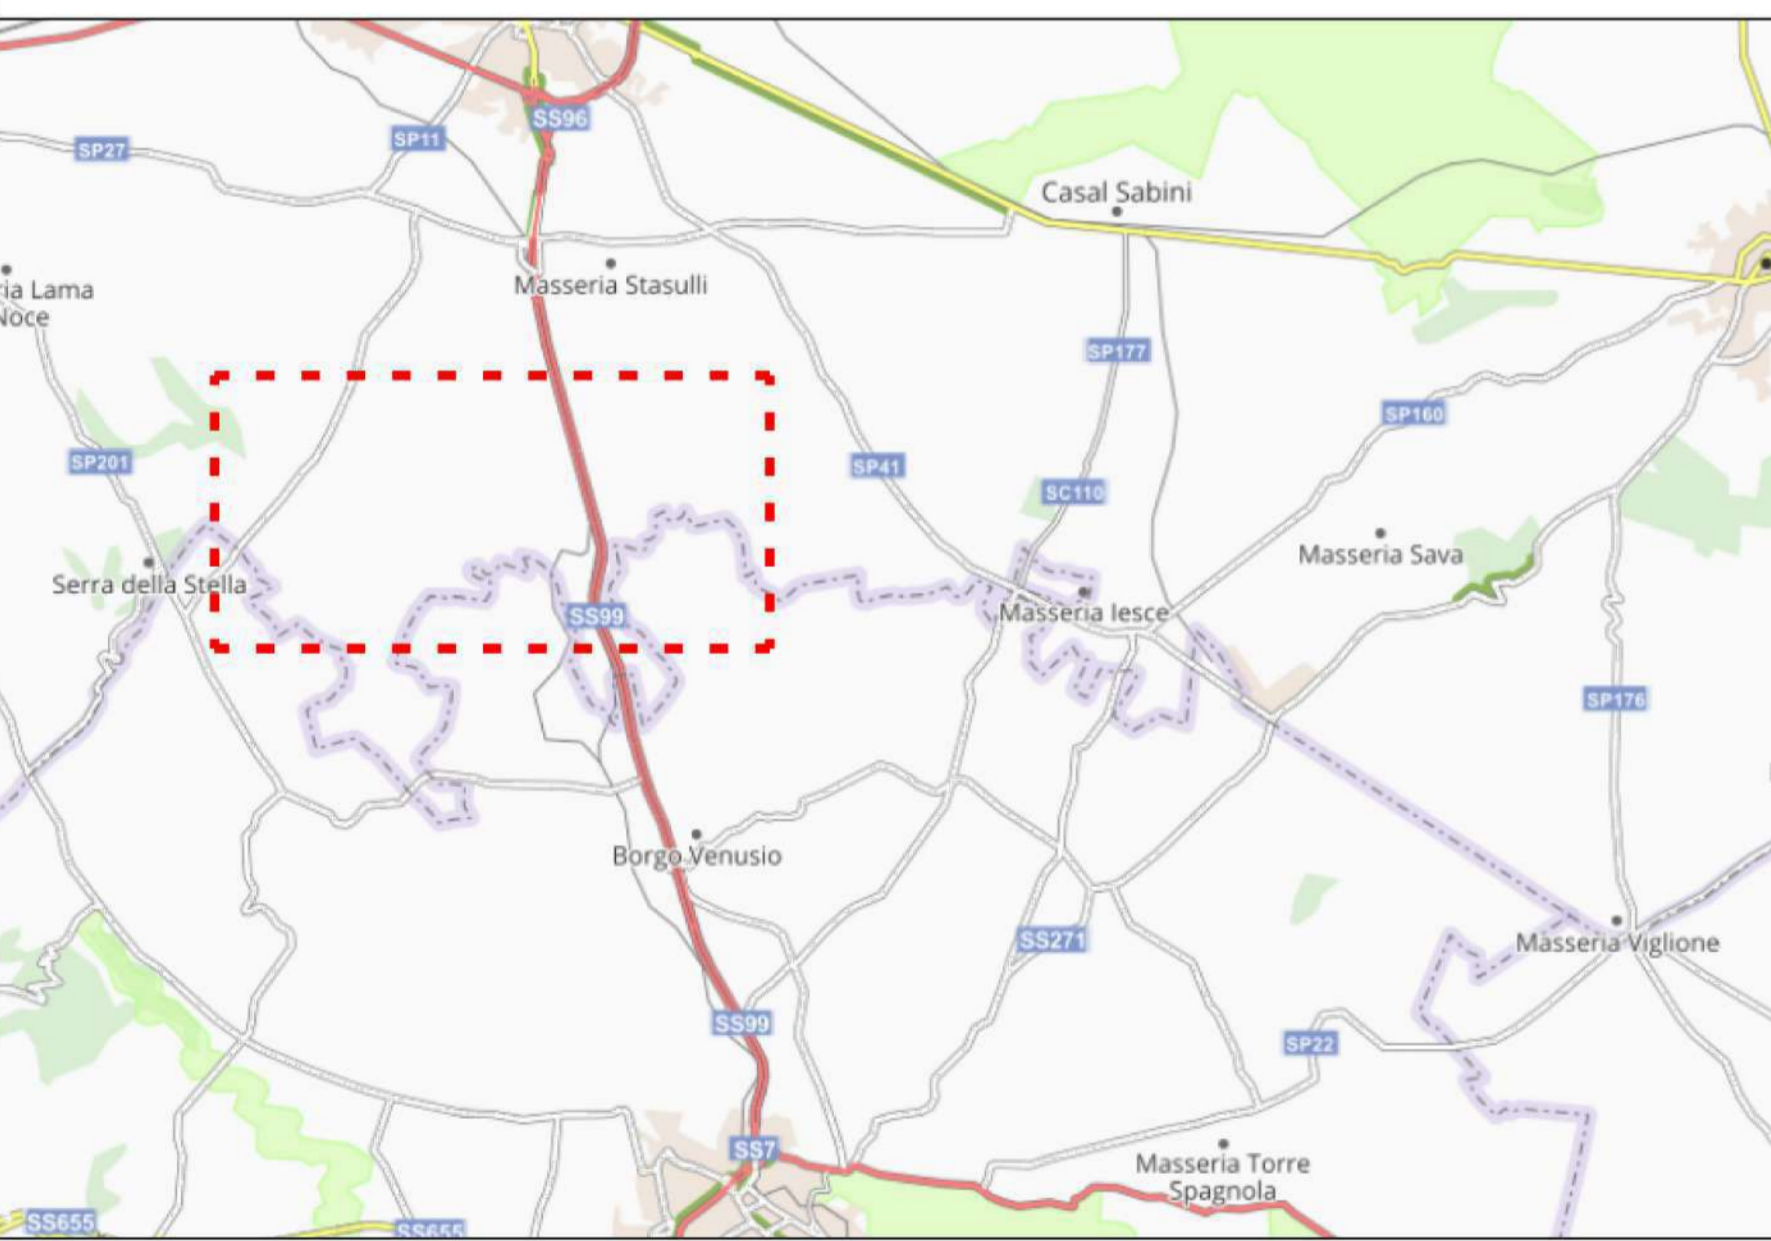 SS96
SP11
SP27
Casal Sabini
ria Lama
Noce
Masseria Stasulli
SP177
SP160
SP201
SP41
SC110
Masseria Sava
Serra della Stella
SS99
Masseria Iesce
SP176
Borgo Venusio
SS271
Masseria Viglione
SS99
SP22
SS7
Masseria Torre
Spagnola
SS655
SS655